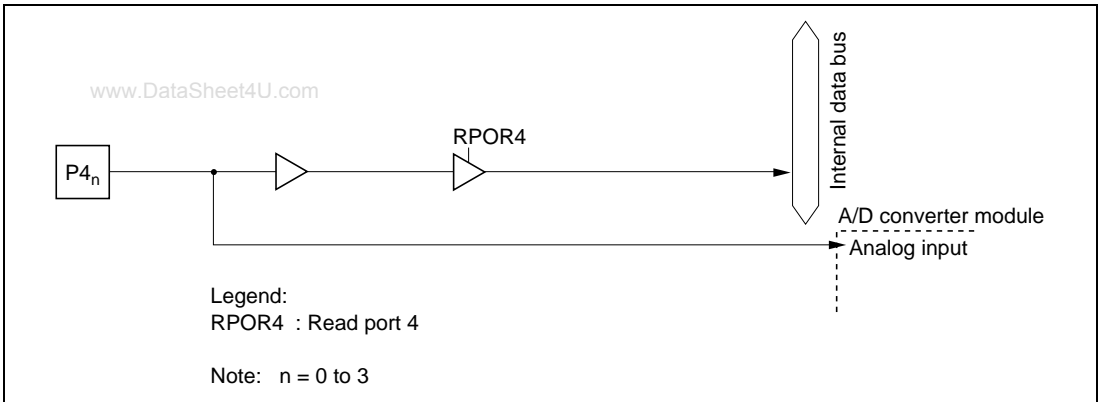 www.DataSheet4U.com
RPOR4
P4n
Internal data bus
A/D converter module
Analog input
Legend:
RPOR4 : Read port 4
Note: n = 0 to 3